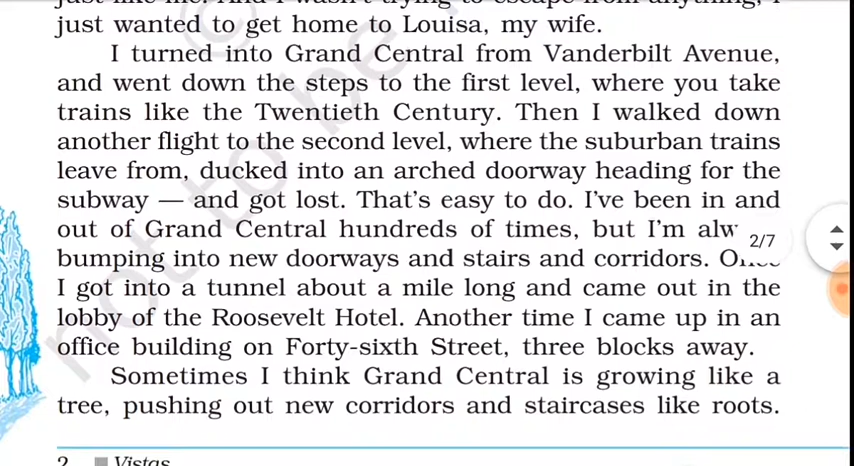 just wanted to get home to Louisa, my wife.
I turned into Grand Central from Vanderbilt Avenue,
and went down the steps to the first level, where you take
trains like the Twentieth Century. Then I walked down
another flight to the second level, where the suburban trains
leave from, ducked into an arched doorway heading for the
subway — and got lost. That's easy to do. I've been in and
out of Grand Central hundreds of times, but I'm alw
2/7
bumping into new doorways and stairs and corridors.
I got into a tunnel about a mile long and came out in the
lobby of the Roosevelt Hotel. Another time I came up in an
office building on Forty-sixth Street, three blocks away.
Sometimes I think Grand Central is growing like a
tree, pushing out new corridors and staircases like roots.
2 Vistas
not to be
©